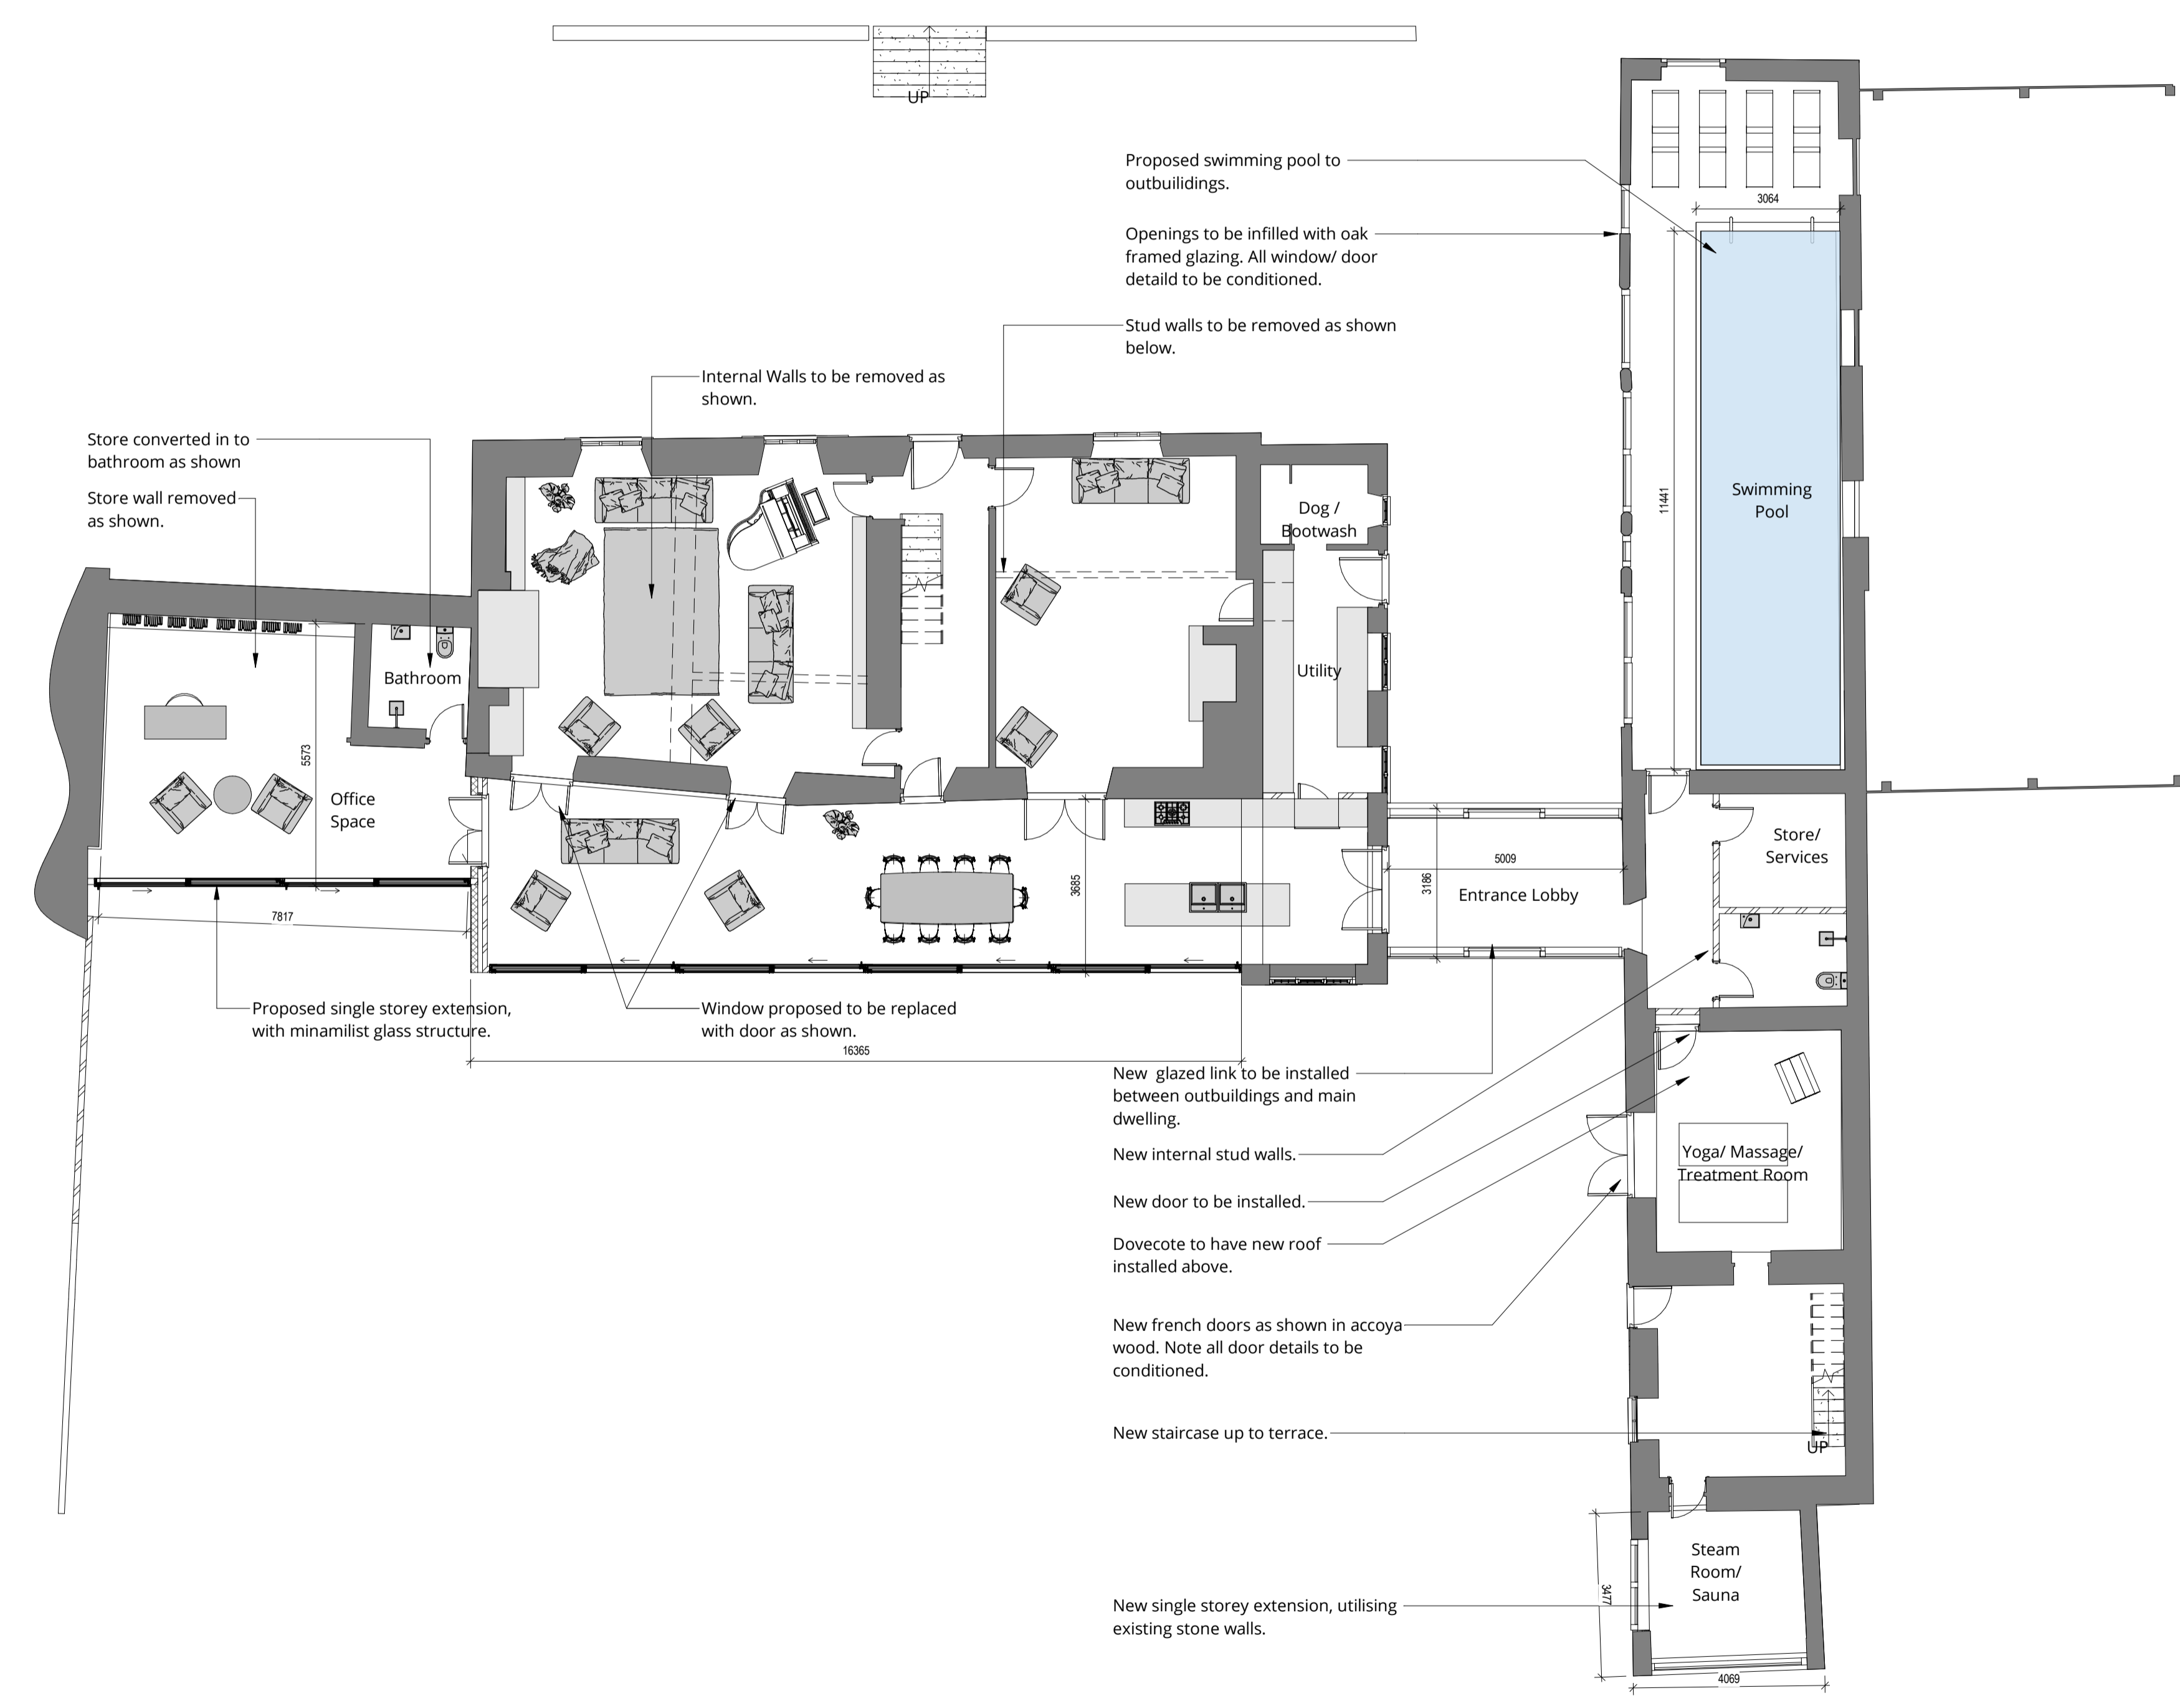 UP
Proposed swimming pool to
outbuilidings.
3064
Openings to be infilled with oak
framed glazing. All window/ door
detaild to be conditioned.
Stud walls to be removed as shown
below.
Internal Walls to be removed as
shown.
Store converted in to
bathroom as shown
Store wall removed
as shown.
11441
Swimming
Pool
Dog /
Bootwash
Utility
Bathroom
5573
Office
Space
7817
3685
3186
5009
Entrance Lobby
Store/
Services
Proposed single storey extension,
with minamilist glass structure.
Window proposed to be replaced
with door as shown.
16365
New  glazed link to be installed
between outbuildings and main
dwelling.
New internal stud walls.
New door to be installed.
Dovecote to have new roof
installed above.
Yoga/ Massage/
Treatment Room
New french doors as shown in accoya
wood. Note all door details to be
conditioned.
New staircase up to terrace.
UP
Steam
Room/
Sauna
3477
New single storey extension, utilising
existing stone walls.
4069